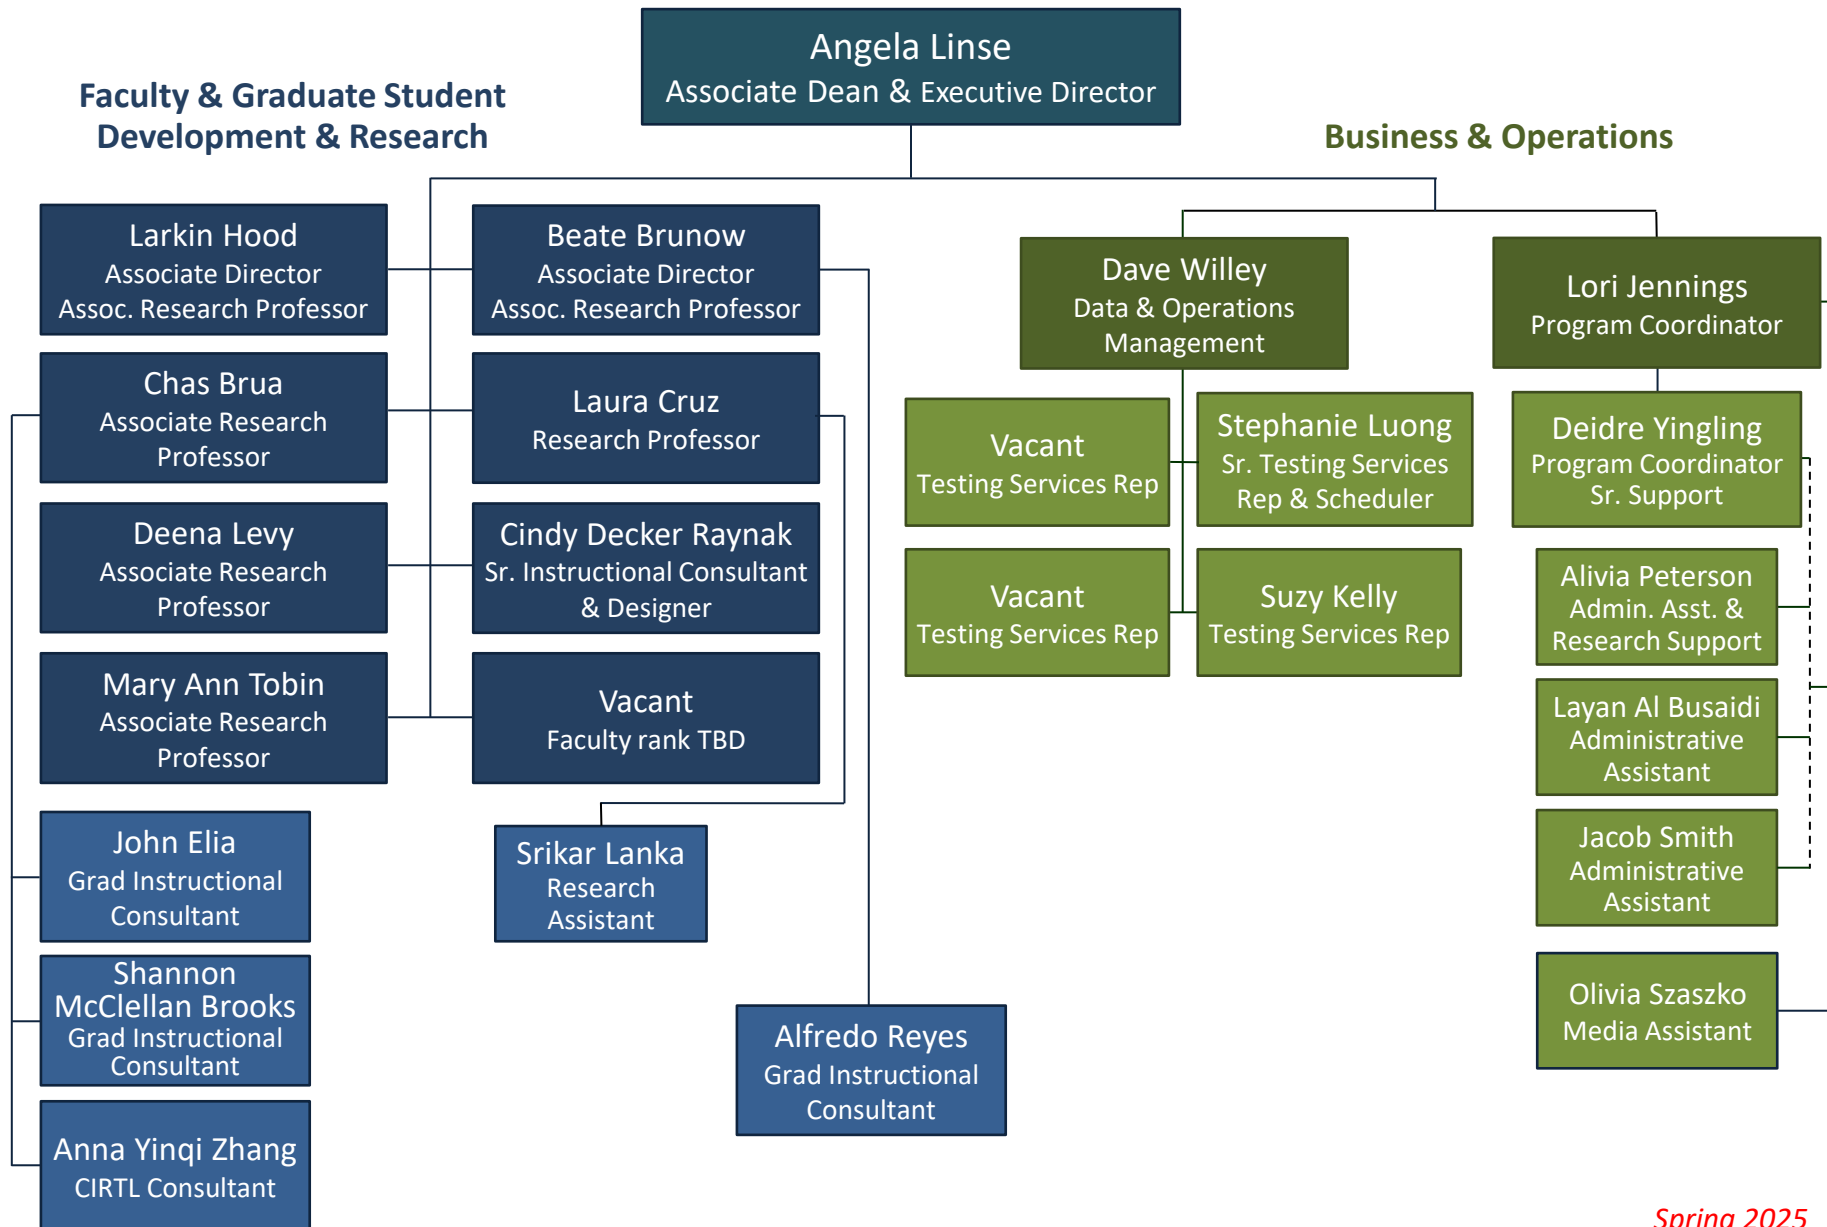 Angela Linse
Associate Dean & Executive Director
Faculty & Graduate Student
Development & Research
Business & Operations
Larkin Hood
Associate Director
Assoc. Research Professor
Beate Brunow
Associate Director
Assoc. Research Professor
Chas Brua
Associate Research
Professor
Laura Cruz
Research Professor
Deena Levy
Associate Research
Professor
Cindy Decker Raynak
Sr. Instructional Consultant
& Designer
Mary Ann Tobin
Associate Research
Professor
Vacant
Faculty rank TBD
John Elia
Grad Instructional
Consultant
Shannon
McClellan Brooks
Grad Instructional
Consultant
Anna Yinqi Zhang
CIRTL Consultant
Srikar Lanka
Research
Assistant
Alfredo Reyes
Grad Instructional
Consultant
Dave Willey
Data & Operations
Management
Vacant
Testing Services Rep
Stephanie Luong
Sr. Testing Services
Rep & Scheduler
Vacant
Testing Services Rep
Suzy Kelly
Testing Services Rep
Lori Jennings
Program Coordinator
Deidre Yingling
Program Coordinator
Sr. Support
Alivia Peterson
Admin. Asst. &
Research Support
Layan Al Busaidi
Administrative
Assistant
Jacob Smith
Administrative
Assistant
Olivia Szaszko
Media Assistant
Spring 2025